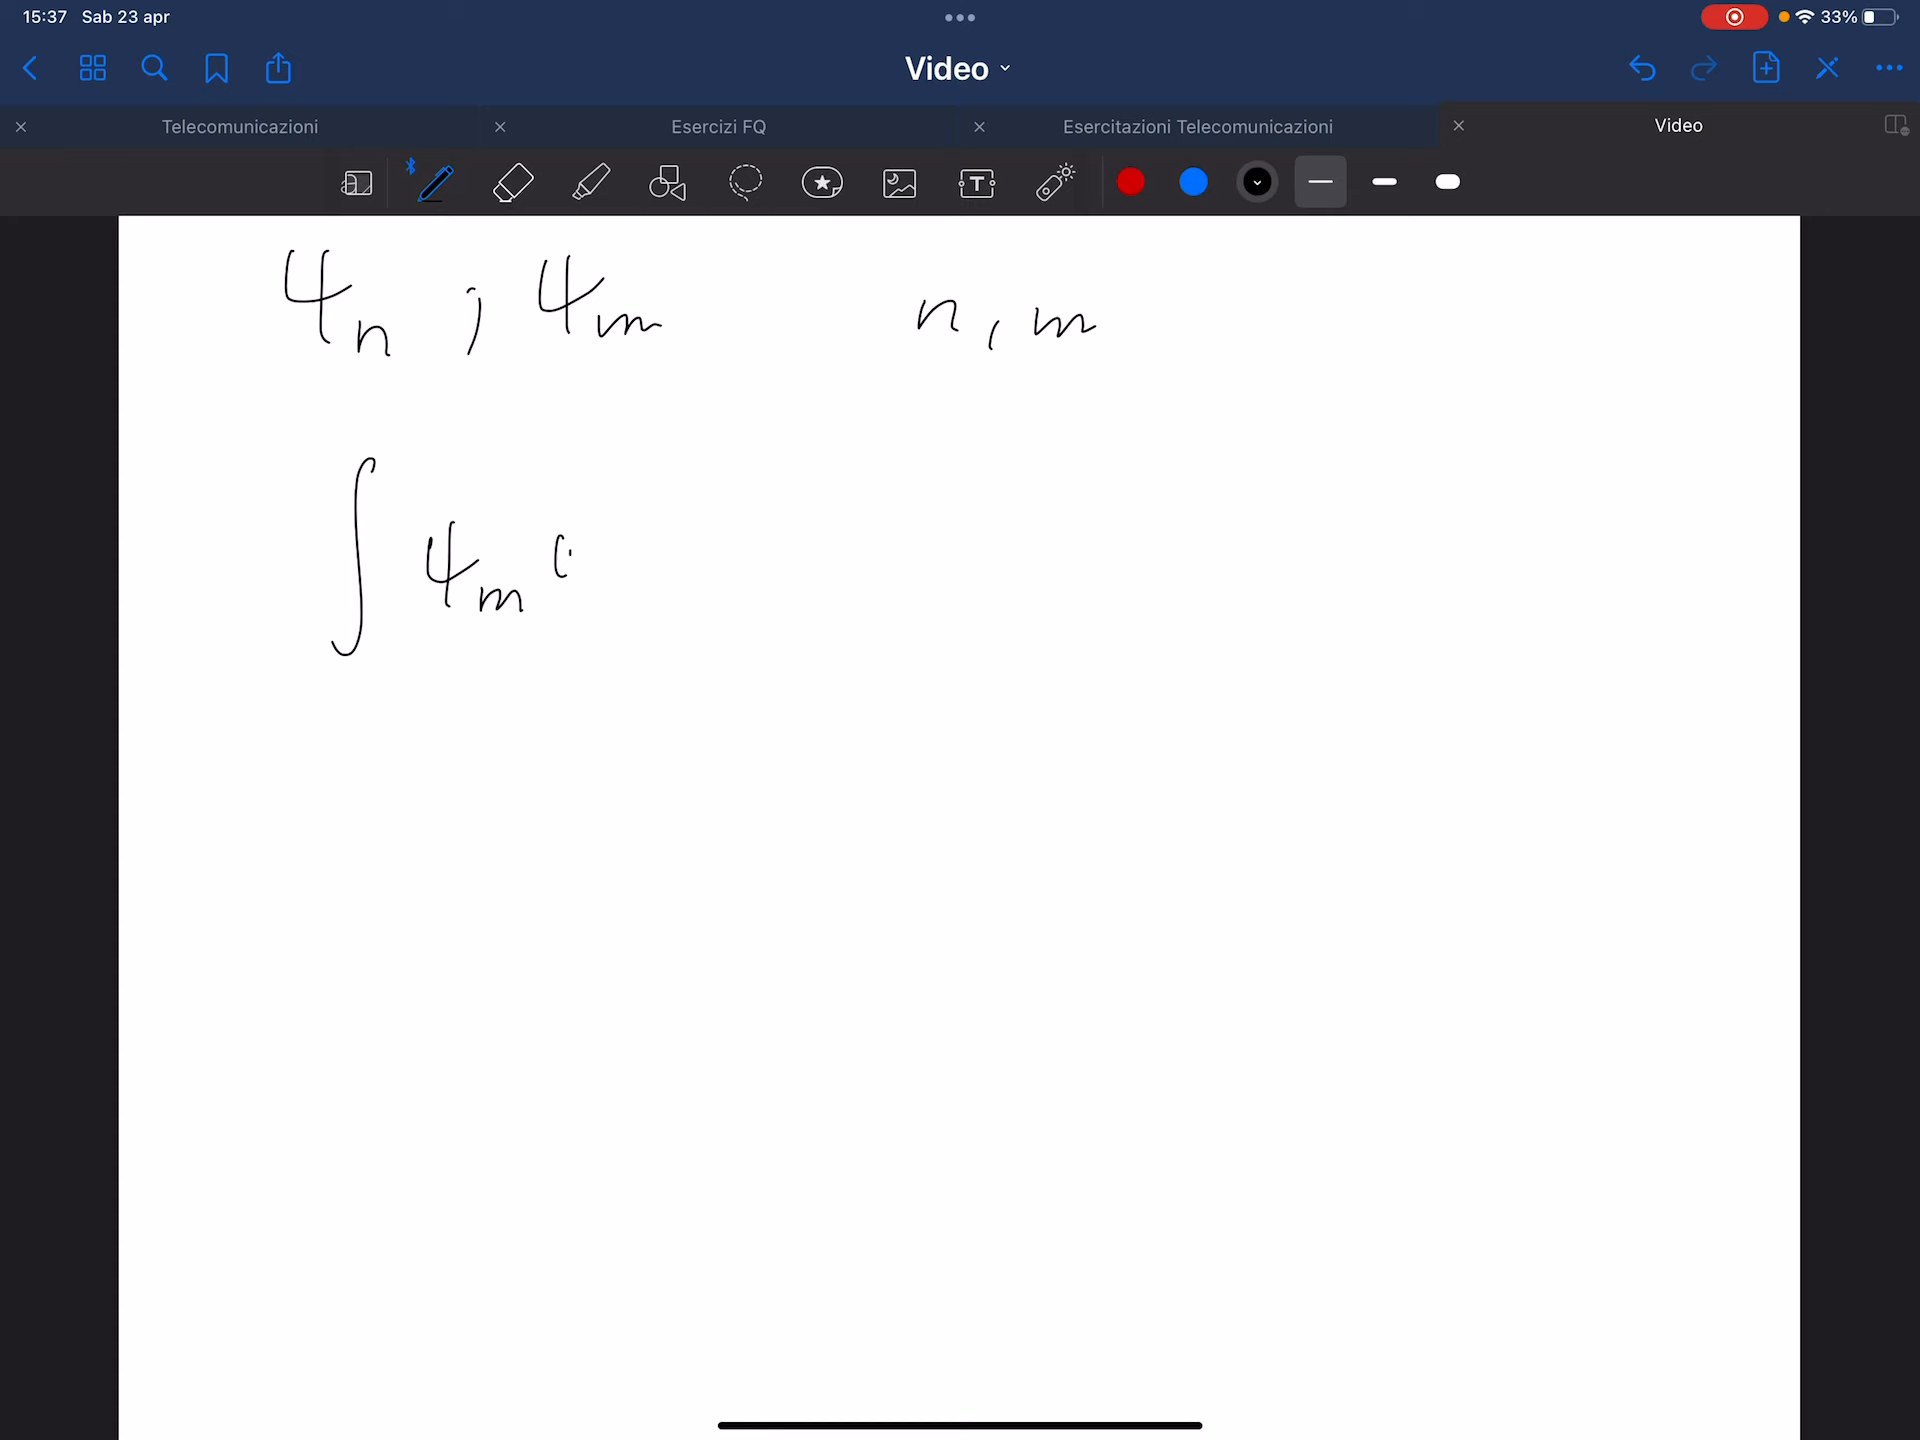 15:37 Sab 23 apr 33%
Video
Telecomunicazioni Esercizi FQ Esercitazioni Telecomunicazioni Video
T
ψn ; ψm n, m
∫ ψm (